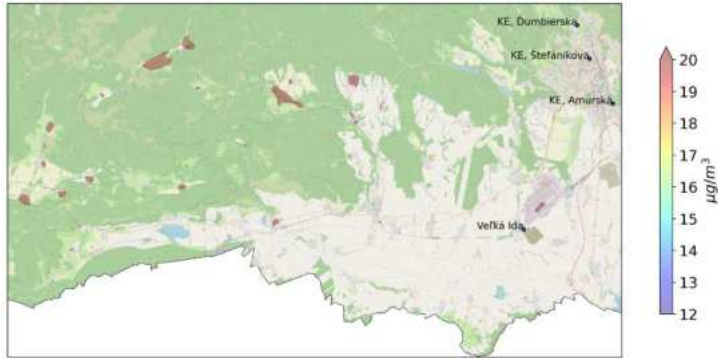 KE, Ďumbierska
KE, Štefánikova
KE, Amurská
Veľká Ida
20
19
18
17
16
15
14
13
12
μg/m³